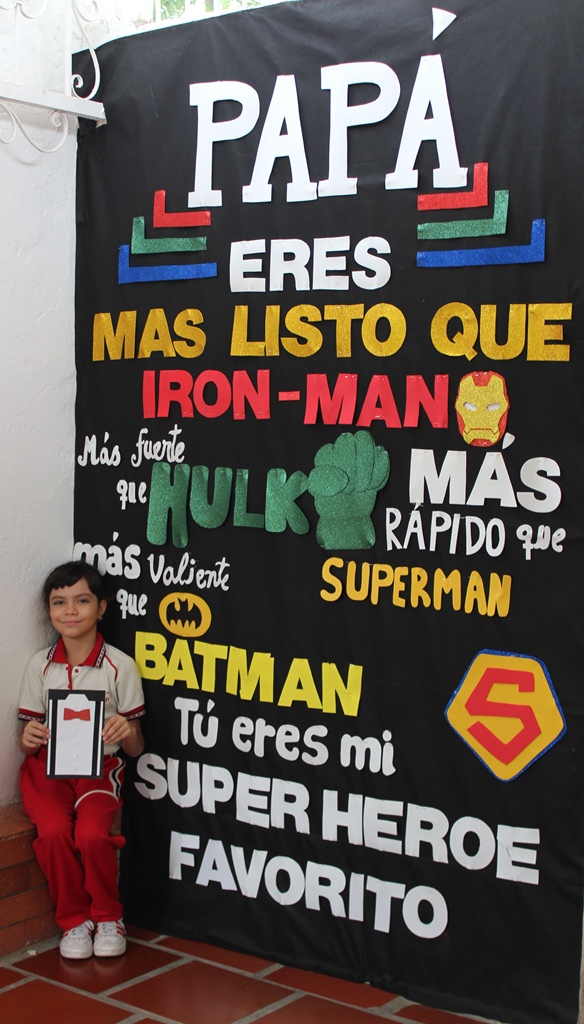 PAPÁ
ERES
MAS LISTO QUE
IRON-MAN
Más fuerte
que
HULK
MÁS
RÁPIDO que
SUPERMAN
más Valiente
que
BATMAN
Tú eres mi
SUPER HEROE
FAVORITO
S